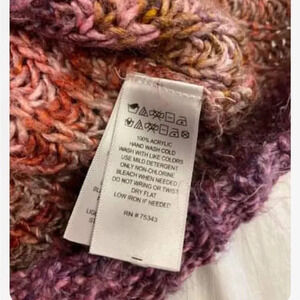 100% ACRYLIC
HAND WASH COLD
WASH WITH LIKE COLORS
USE MILD DETERGENT
ONLY NON-CHLORINE
BLEACH WHEN NEEDED
DO NOT WRING OR TWIST
DRY FLAT
LOW IRON IF NEEDED
RN # 75343